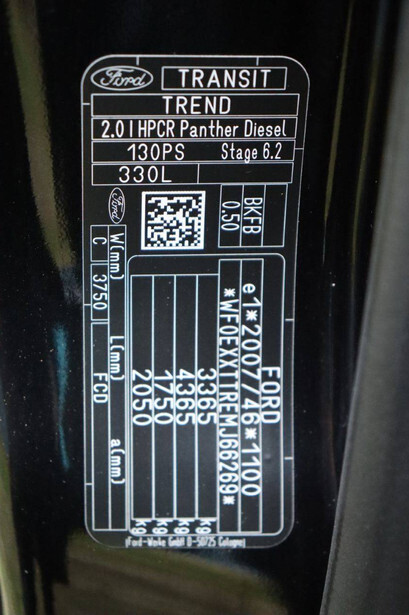 Ford TRANSIT
TREND
2.0l HPCR Panther Diesel
130PS Stage 6.2
330L
Ford
BKFB
0.50
FORD
e1*2007/46*1100
*WF0EXXTTREMJ66269*
3365 kg
4365 kg
1750 kg
2050 kg
W(mm) L(mm) a(mm)
C 3750 FCD
(Ford-Werke GmbH D-50725 Cologne)